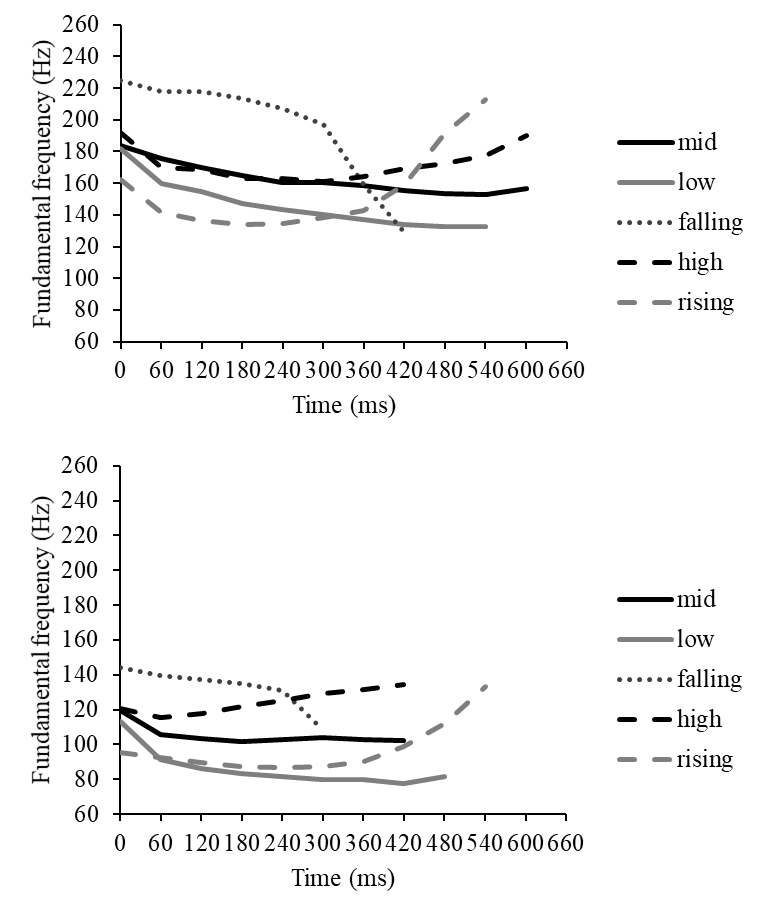 Fundamental frequency (Hz)
260
240
220
200
180
160
140
120
100
80
60
0 60 120 180 240 300 360 420 480 540 600 660
Time (ms)
mid
low
falling
high
rising
Fundamental frequency (Hz)
260
240
220
200
180
160
140
120
100
80
60
0 60 120 180 240 300 360 420 480 540 600 660
Time (ms)
mid
low
falling
high
rising